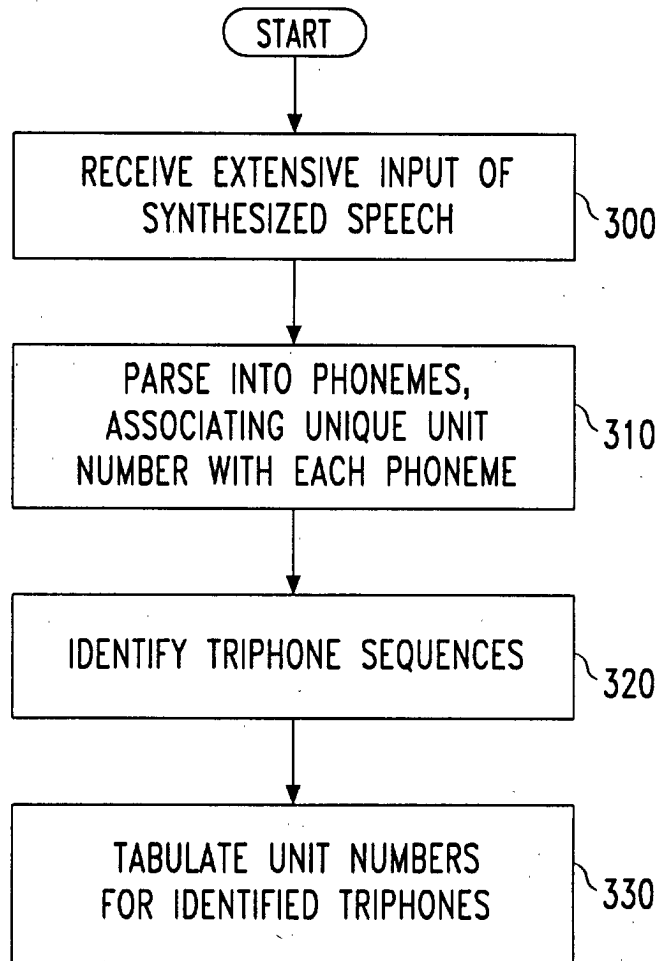 START
RECEIVE EXTENSIVE INPUT OF
SYNTHESIZED SPEECH
300
PARSE INTO PHONEMES,
ASSOCIATING UNIQUE UNIT
NUMBER WITH EACH PHONEME
310
IDENTIFY TRIPHONE SEQUENCES
320
TABULATE UNIT NUMBERS
FOR IDENTIFIED TRIPHONES
330